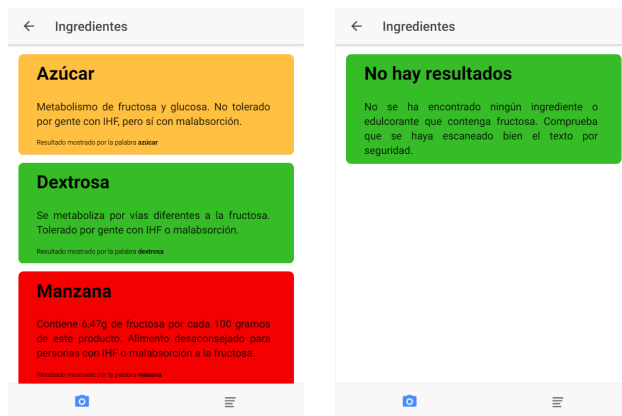 Ingredientes
Azúcar
Metabolismo de fructosa y glucosa. No tolerado
por gente con IHF, pero sí con malabsorción.
Resultado mostrado por la palabra azúcar
Dextrosa
Se metaboliza por vías diferentes a la fructosa.
Tolerado por gente con IHF o malabsorción.
Resultado mostrado por la palabra dextrosa
Manzana
Contiene 6,47g de fructosa por cada 100 gramos
de este producto. Alimento desaconsejado para
personas con IHF o malabsorción a la fructosa.
Resultado mostrado por la palabra manana
Ingredientes
No hay resultados
No se ha encontrado ningún ingrediente o
edulcorante que contenga fructosa. Comprueba
que se haya escaneado bien el texto por
seguridad.